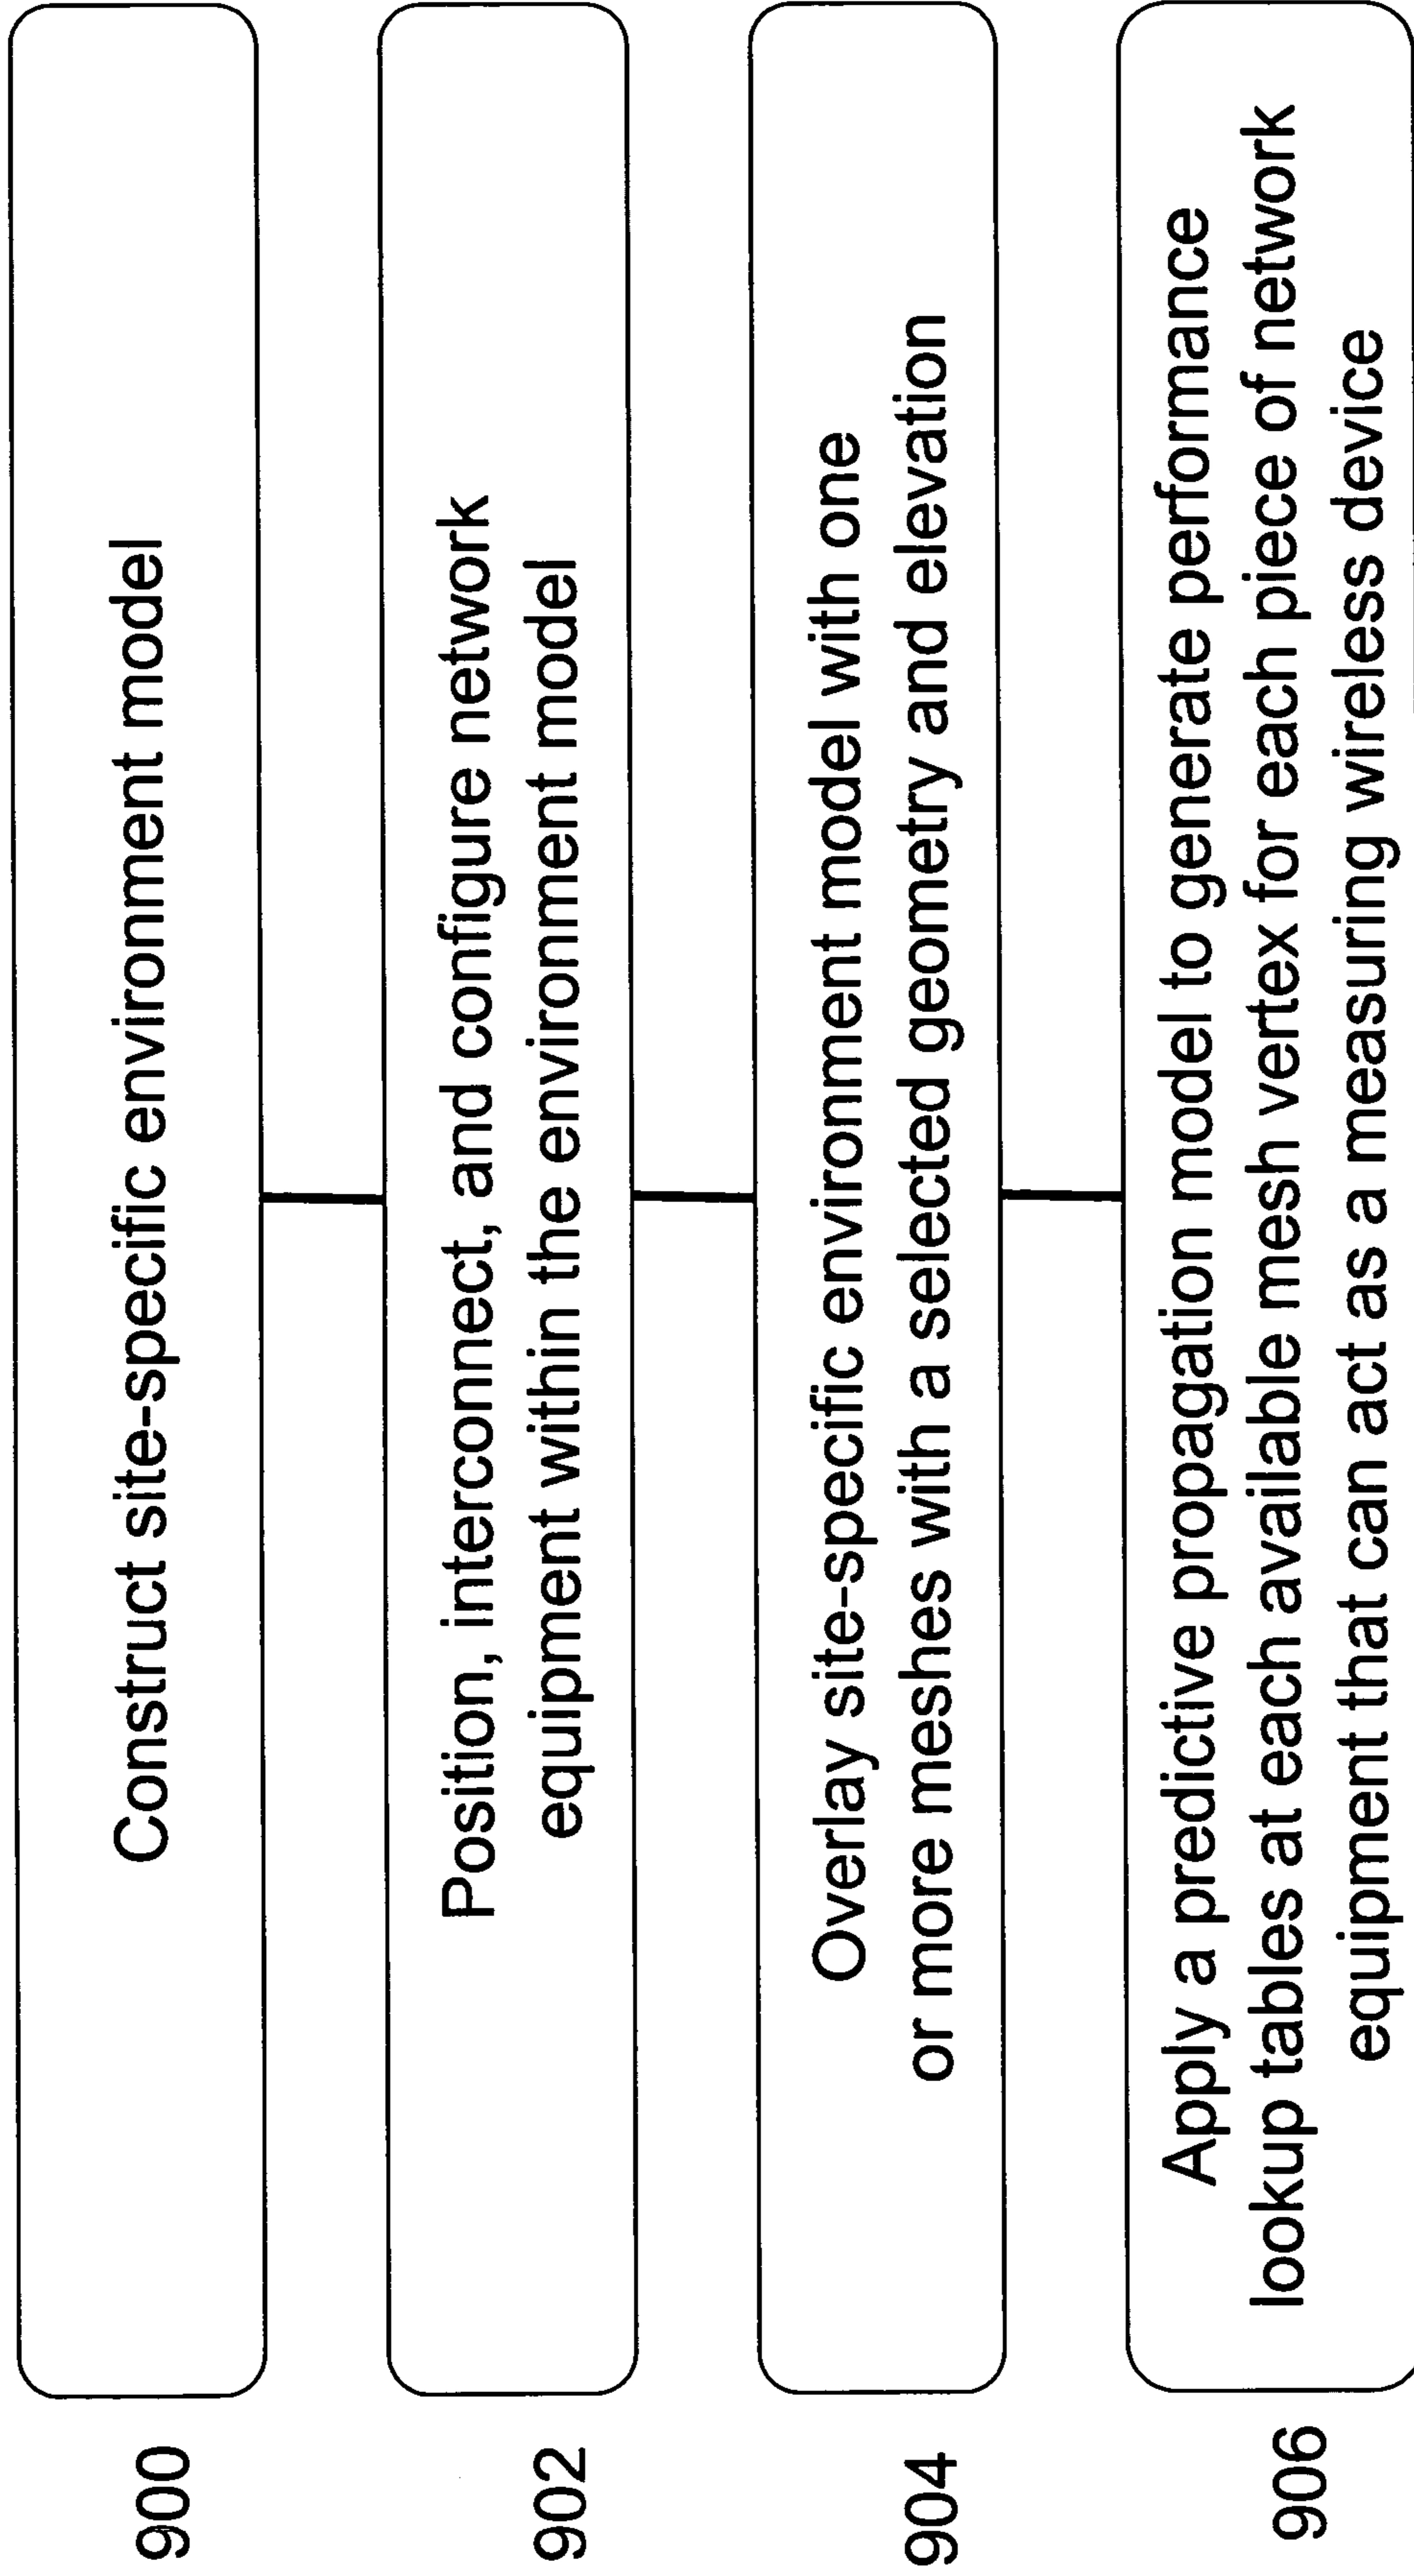 900
Construct site-specific environment model
902
Position, interconnect, and configure network
equipment within the environment model
904
Overlay site-specific environment model with one
or more meshes with a selected geometry and elevation
906
Apply a predictive propagation model to generate performance
lookup tables at each available mesh vertex for each piece of network
equipment that can act as a measuring wireless device